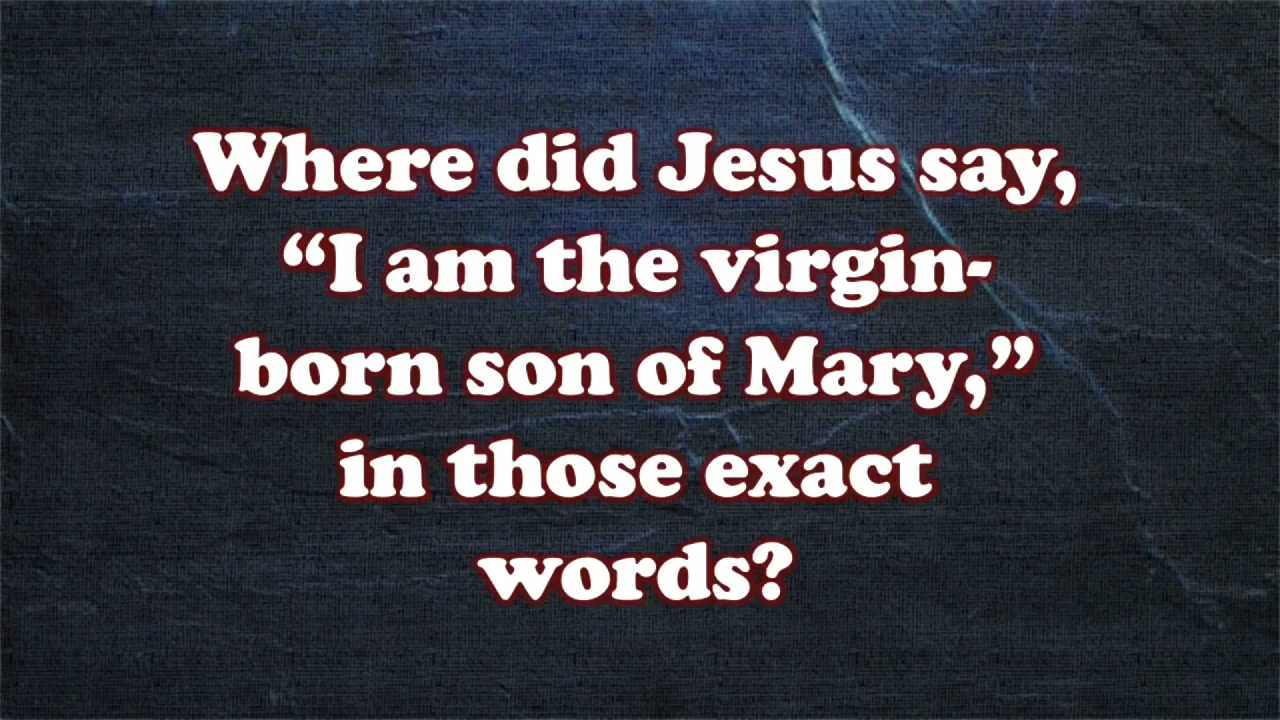 Where did Jesus say,
“I am the virgin-
born son of Mary,”
in those exact
words?